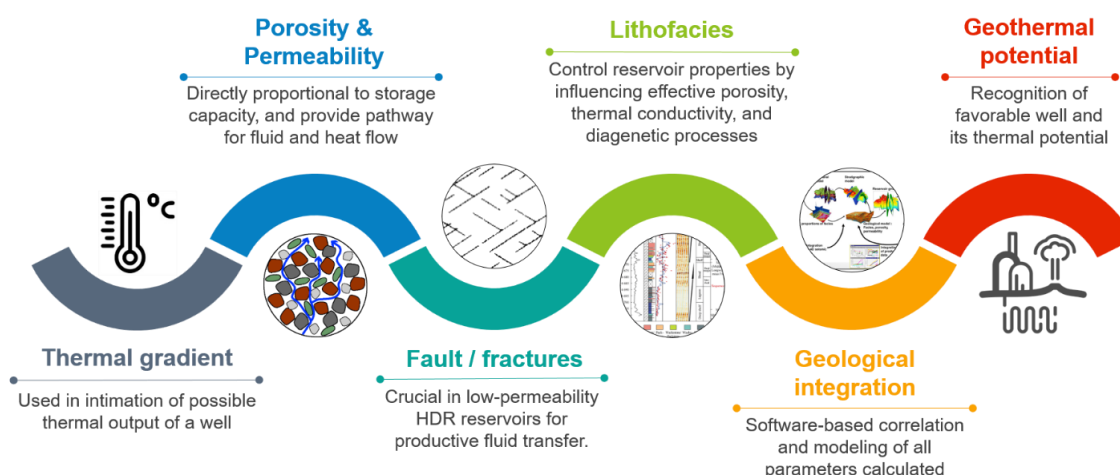 Porosity &
Permeability
Directly proportional to storage
capacity, and provide pathway
for fluid and heat flow
Lithofacies
Control reservoir properties by
influencing effective porosity,
thermal conductivity, and
diagenetic processes
Geothermal
potential
Recognition of
favorable well and
its thermal potential
°C
Thermal gradient
Used in intimation of possible
thermal output of a well
Fault / fractures
Crucial in low-permeability
HDR reservoirs for
productive fluid transfer.
Geological
integration
Software-based correlation
and modeling of all
parameters calculated